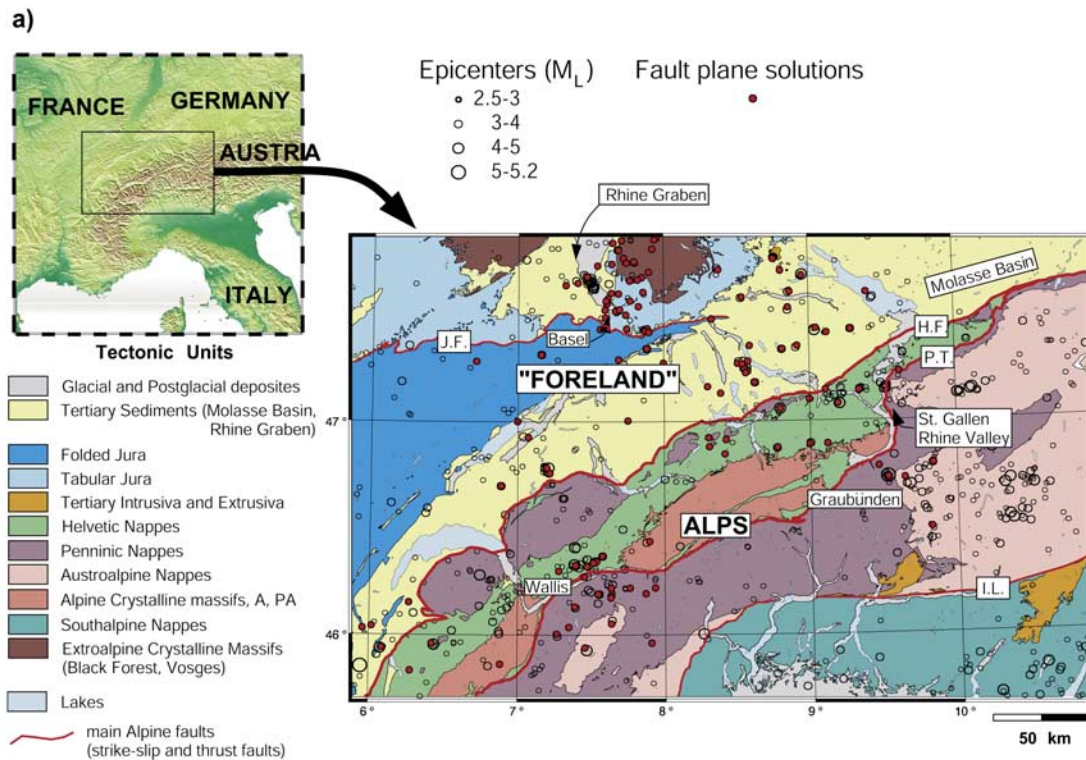 a)
FRANCE
GERMANY
AUSTRIA
ITALY
Epicenters (M_L)
2.5-3
3-4
4-5
5-5.2
Fault plane solutions
Rhine Graben
Molasse Basin
H.F.
P.T.
J.F.
Basel
"FORELAND"
St. Gallen
Rhine Valley
Graubünden
ALPS
Wallis
I.L.
47
46
6°
7°
8°
9°
10°
50 km
Tectonic Units
Glacial and Postglacial deposites
Tertiary Sediments (Molasse Basin,
Rhine Graben)
Folded Jura
Tabular Jura
Tertiary Intrusiva and Extrusiva
Helvetic Nappes
Penninic Nappes
Austroalpine Nappes
Alpine Crystalline massifs, A, PA
Southalpine Nappes
Extroalpine Crystalline Massifs
(Black Forest, Vosges)
Lakes
main Alpine faults
(strike-slip and thrust faults)